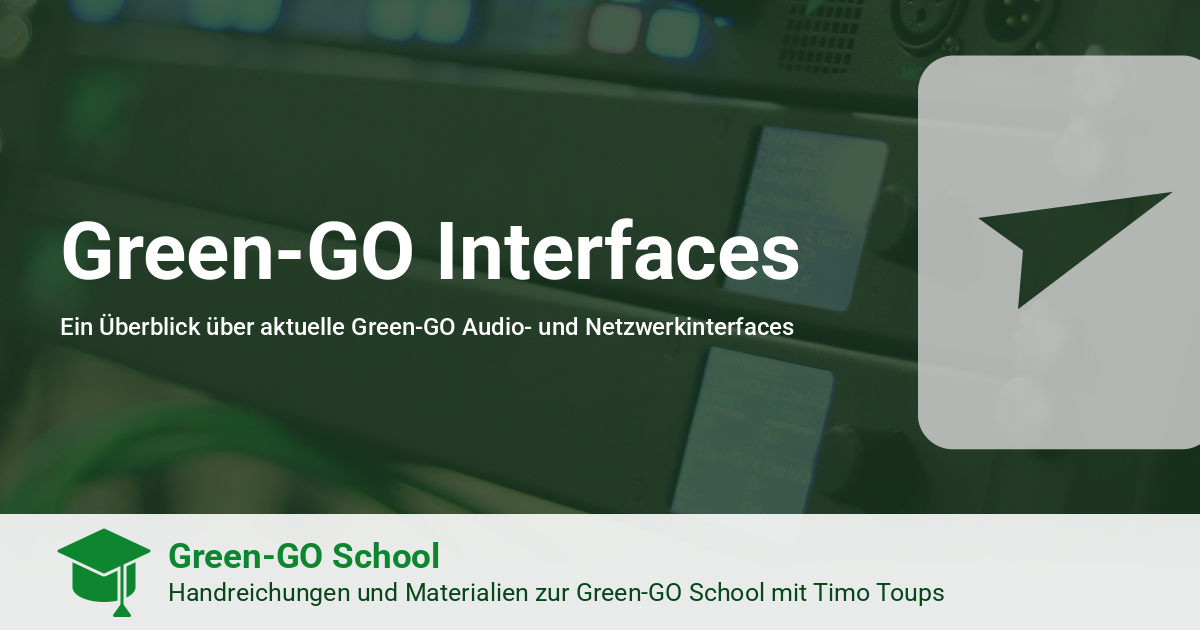 Green-GO Interfaces
Ein Überblick über aktuelle Green-GO Audio- und Netzwerkinterfaces
Green-GO School
Handreichungen und Materialien zur Green-GO School mit Timo Toups